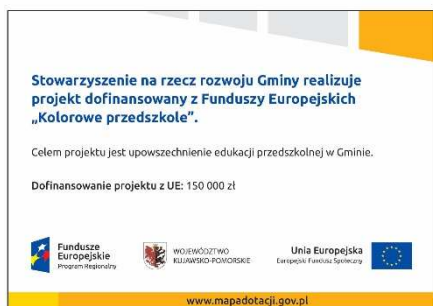 Stowarzyszenie na rzecz rozwoju Gminy realizuje
projekt dofinansowany z Funduszy Europejskich
„Kolorowe przedszkole”.
Celem projektu jest upowszechnienie edukacji przedszkolnej w Gminie.
Dofinansowanie projektu z UE: 150 000 zł
Fundusze
Europejskie
Program Regionalny
WOJEWÓDZTWO
KUJAWSKO-POMORSKIE
Unia Europejska
Europejski Fundusz Społeczny
www.mapadotacji.gov.pl